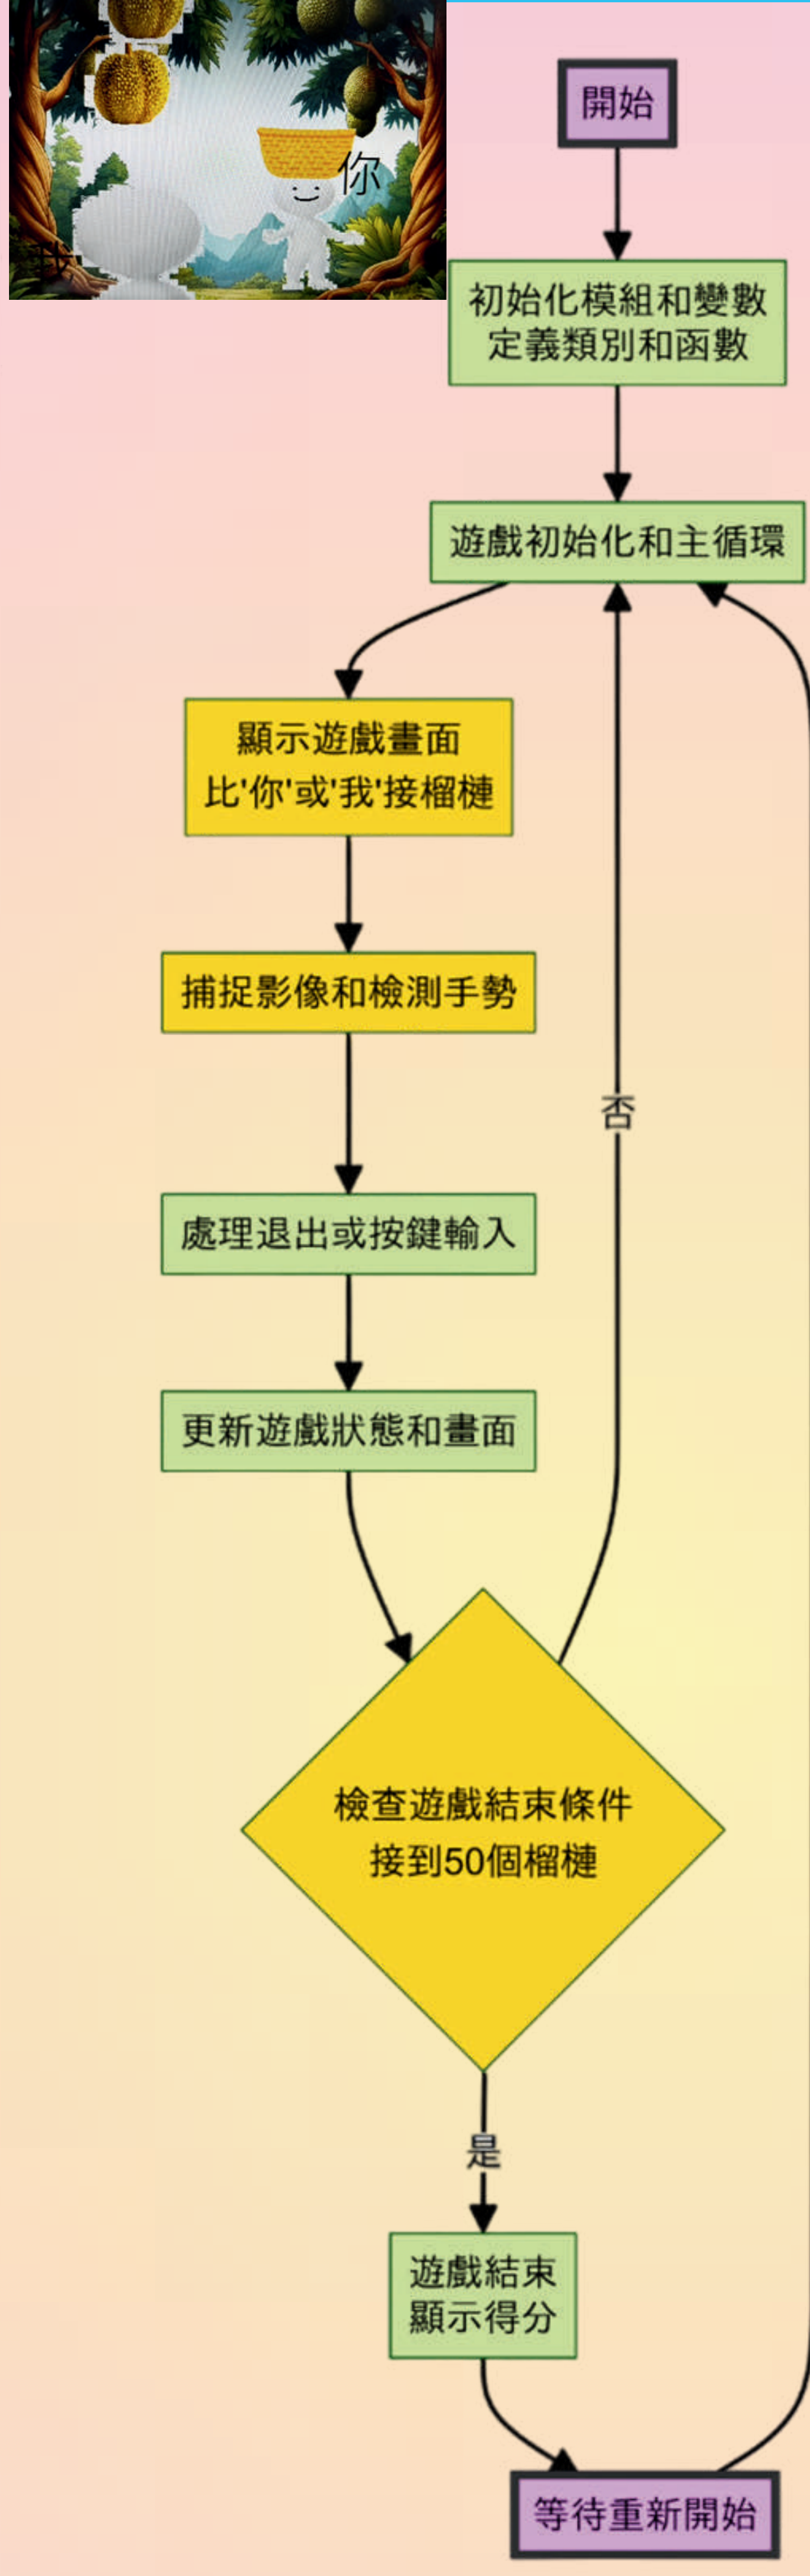 你
我
開始
初始化模組和變數
定義類別和函數
遊戲初始化和主循環
顯示遊戲畫面
比'你'或'我'接榴槤
捕捉影像和檢測手勢
否
處理退出或按鍵輸入
更新遊戲狀態和畫面
檢查遊戲結束條件
接到50個榴槤
是
遊戲結束
顯示得分
等待重新開始